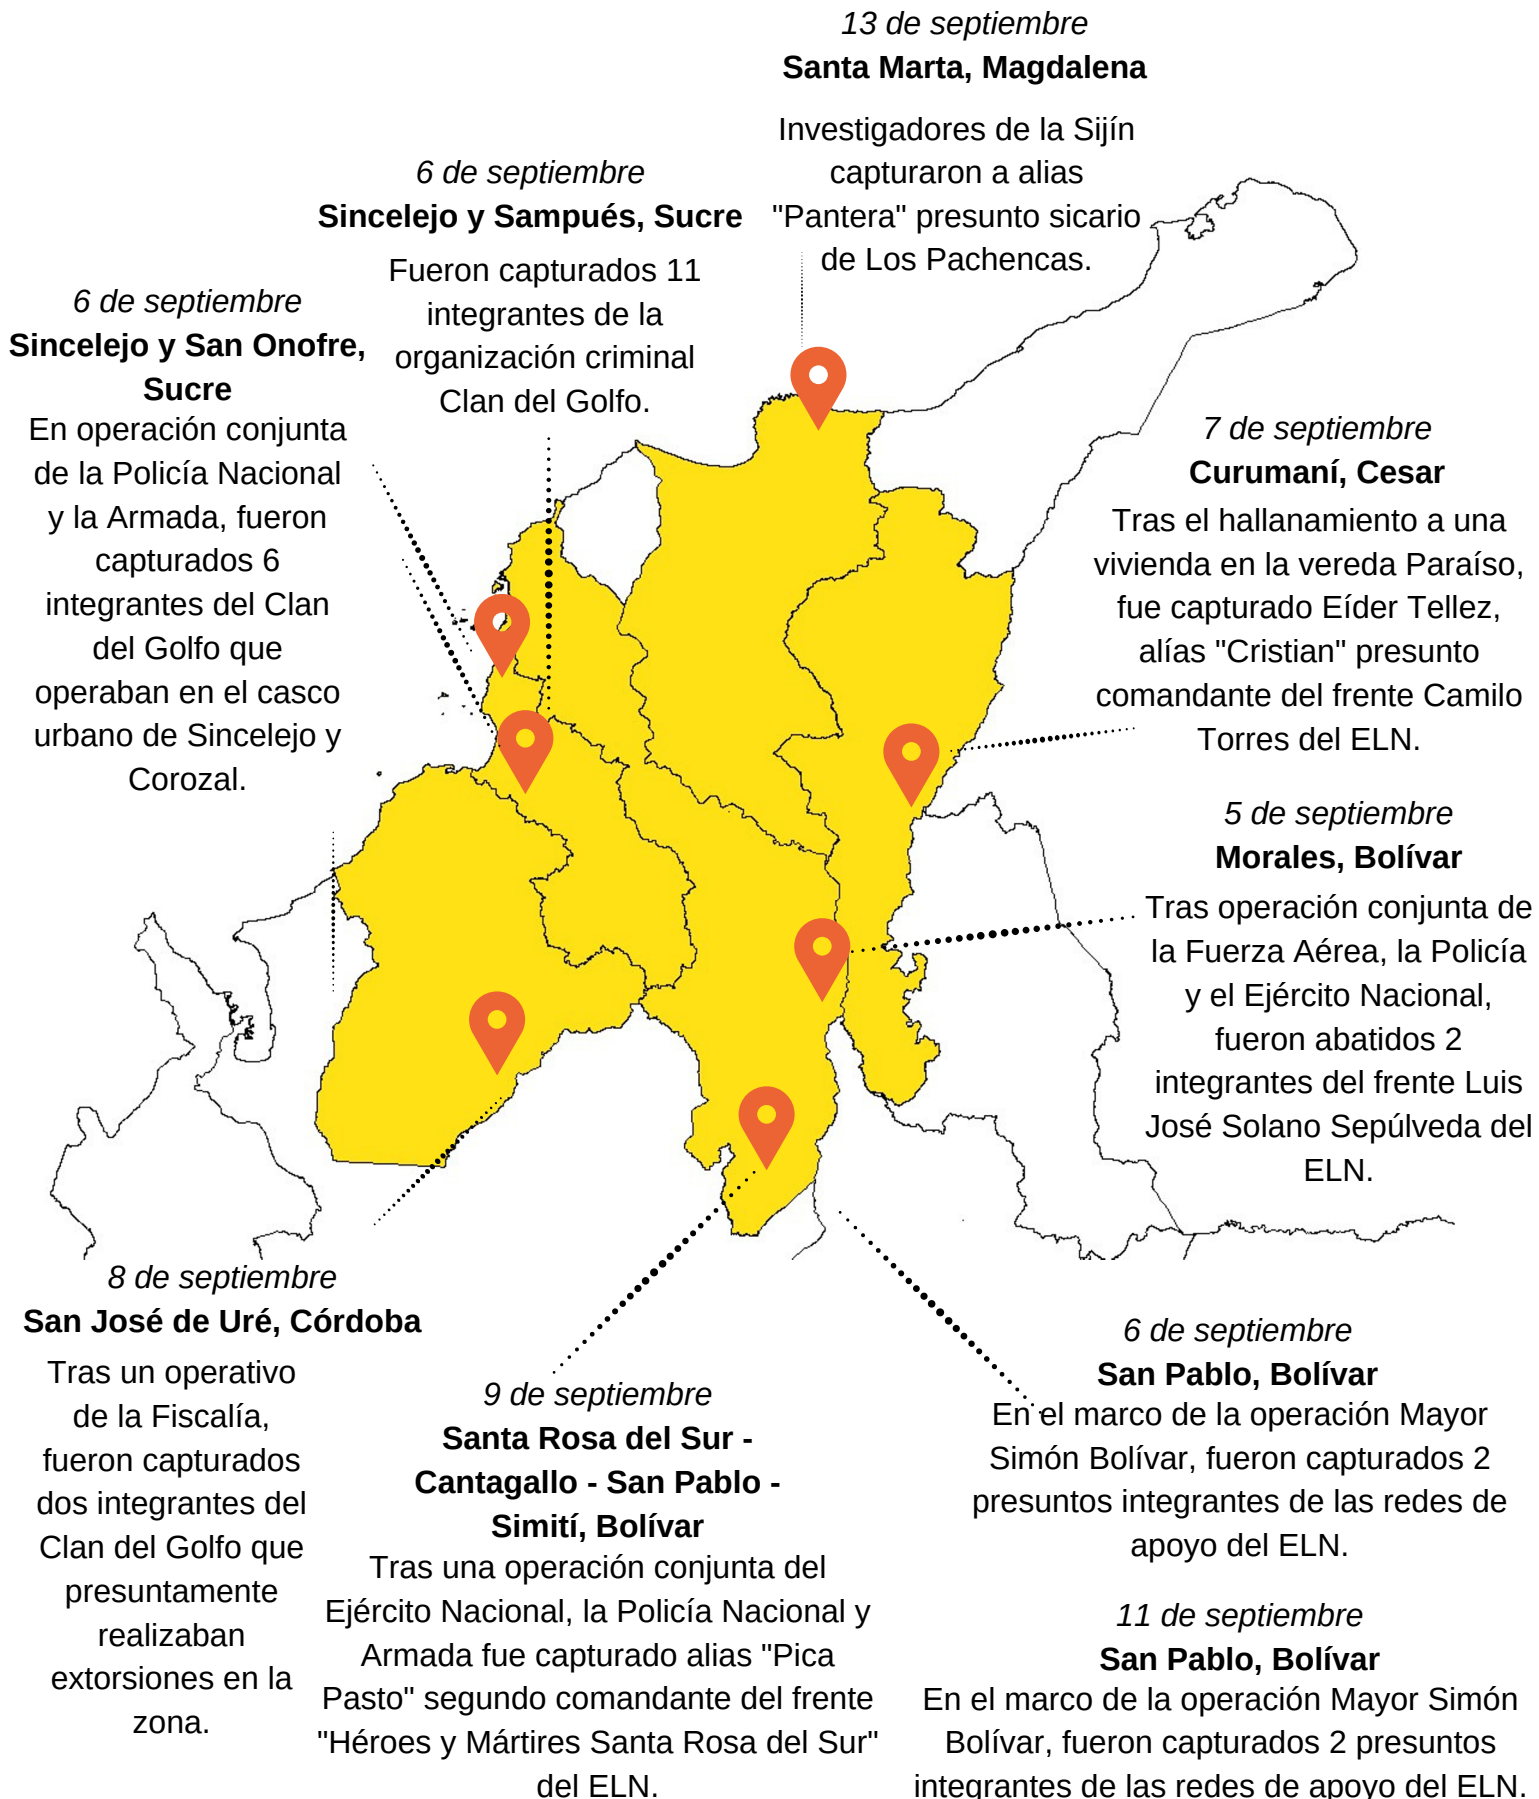 13 de septiembre
Santa Marta, Magdalena
Investigadores de la Sijín
capturaron a alias
"Pantera" presunto sicario
de Los Pachencas.
6 de septiembre
Sincelejo y Sampués, Sucre
Fueron capturados 11
integrantes de la
organización criminal
Clan del Golfo.
6 de septiembre
Sincelejo y San Onofre,
Sucre
En operación conjunta
de la Policía Nacional
y la Armada, fueron
capturados 6
integrantes del Clan
del Golfo que
operaban en el casco
urbano de Sincelejo y
Corozal.
7 de septiembre
Curumaní, Cesar
Tras el hallanamiento a una
vivienda en la vereda Paraíso,
fue capturado Eíder Tellez,
alías "Cristian" presunto
comandante del frente Camilo
Torres del ELN.
5 de septiembre
Morales, Bolívar
Tras operación conjunta de
la Fuerza Aérea, la Policía
y el Ejército Nacional,
fueron abatidos 2
integrantes del frente Luis
José Solano Sepúlveda del
ELN.
8 de septiembre
San José de Uré, Córdoba
Tras un operativo
de la Fiscalía,
fueron capturados
dos integrantes del
Clan del Golfo que
presuntamente
realizaban
extorsiones en la
zona.
9 de septiembre
Santa Rosa del Sur -
Cantagallo - San Pablo -
Simití, Bolívar
Tras una operación conjunta del
Ejército Nacional, la Policía Nacional y
Armada fue capturado alias "Pica
Pasto" segundo comandante del frente
"Héroes y Mártires Santa Rosa del Sur"
del ELN.
6 de septiembre
San Pablo, Bolívar
En el marco de la operación Mayor
Simón Bolívar, fueron capturados 2
presuntos integrantes de las redes de
apoyo del ELN.
11 de septiembre
San Pablo, Bolívar
En el marco de la operación Mayor Simón
Bolívar, fueron capturados 2 presuntos
integrantes de las redes de apoyo del ELN.